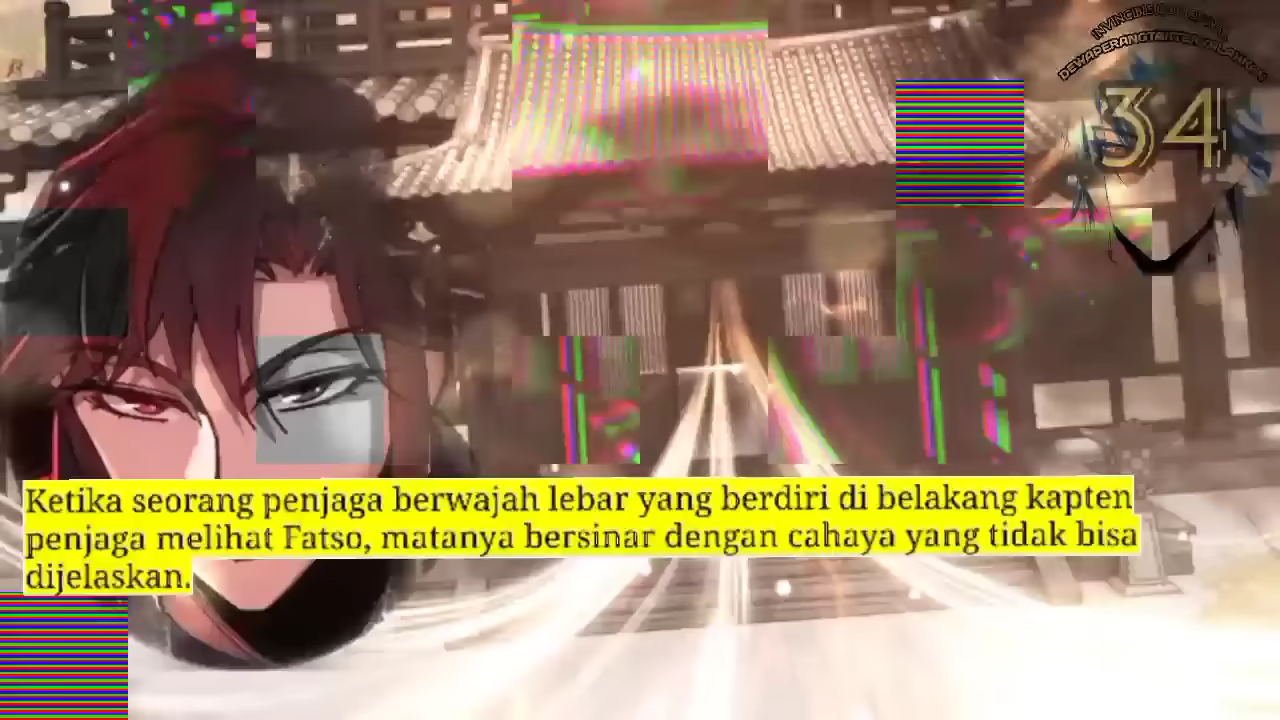 34
Ketika seorang penjaga berwajah lebar yang berdiri di belakang kapten
penjaga melihat Fatso, matanya bersinar dengan cahaya yang tidak bisa
dijelaskan.